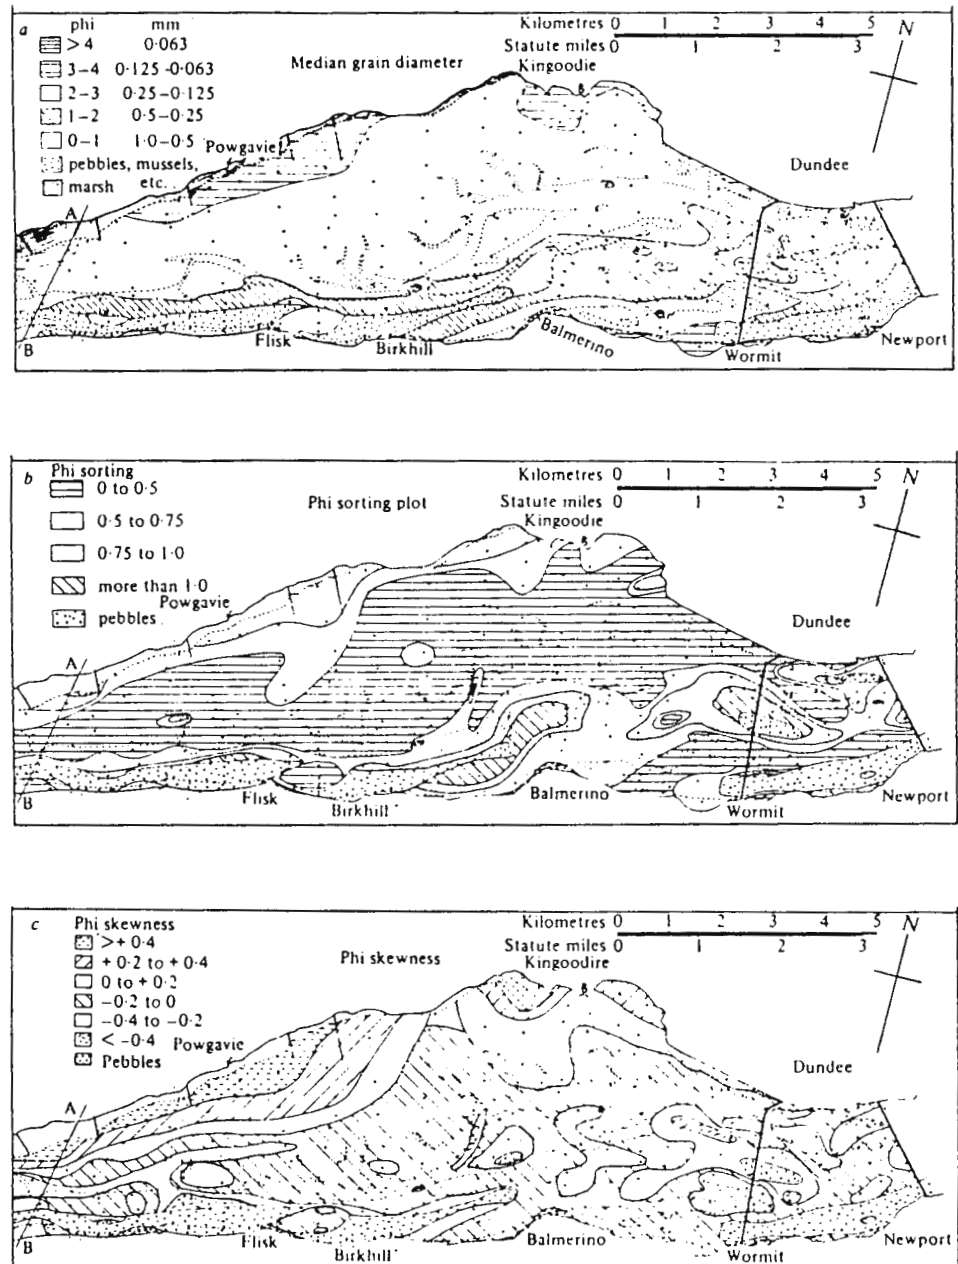 a
phi mm
>4 0·063
3–4 0·125-0·063
2–3 0·25–0·125
1–2 0·5–0·25
0–1 1·0–0·5
pebbles, mussels, etc.
marsh
Median grain diameter
Kilometres 0 1 2 3 4 5
Statute miles 0 1 2 3
N
Kingoodie
Powgavie
Dundee
A
B
Flisk
Birkhill
Balmerino
Wormit
Newport
b
Phi sorting
0 to 0·5
0·5 to 0·75
0·75 to 1·0
more than 1·0
pebbles
Phi sorting plot
Kilometres 0 1 2 3 4 5
Statute miles 0 1 2 3
N
Kingoodie
Powgavie
Dundee
A
B
Flisk
Birkhill
Balmerino
Wormit
Newport
c
Phi skewness
>+ 0·4
+ 0·2 to + 0·4
0 to + 0·2
−0·2 to 0
−0·4 to −0·2
< −0·4
Pebbles
Phi skewness
Kilometres 0 1 2 3 4 5
Statute miles 0 1 2 3
N
Kingoodire
Powgavie
Dundee
A
B
Flisk
Birkhill
Balmerino
Wormit
Newport